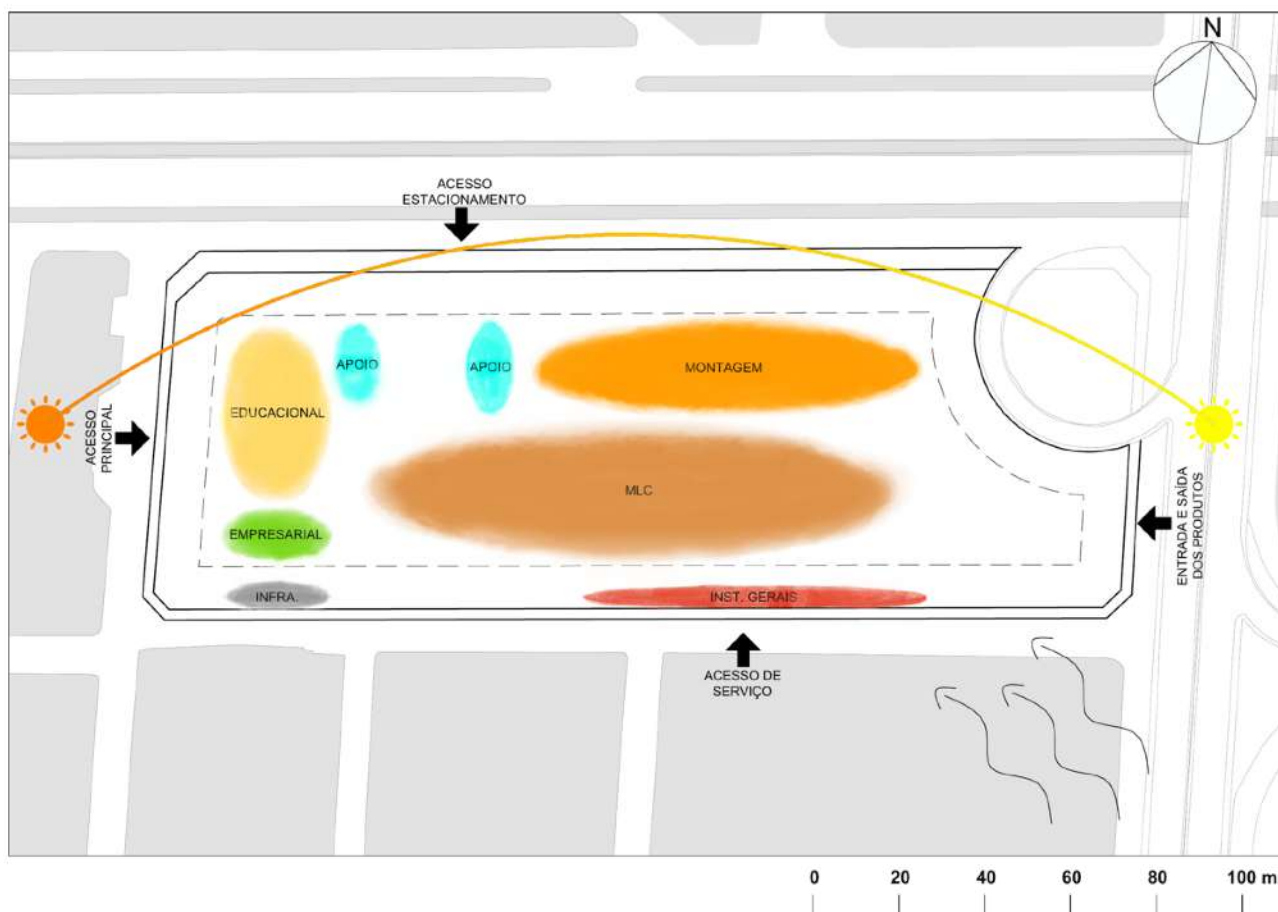 N
ACESSO
ESTACIONAMENTO
APOIO
APOIO
MONTAGEM
EDUCACIONAL
ACESSO
PRINCIPAL
MLC
EMPRESARIAL
ENTRADA E SAÍDA
DOS PRODUTOS
INFRA.
INST. GERAIS
ACESSO DE
SERVIÇO
0 20 40 60 80 100 m